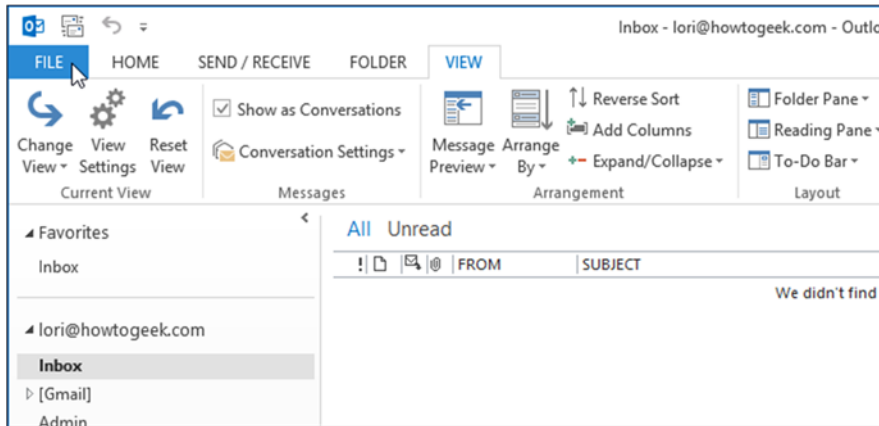 Inbox - lori@howtogeek.com - Outlo
FILE HOME SEND / RECEIVE FOLDER VIEW
Change View
View Settings
Reset View
Current View
Show as Conversations
Conversation Settings
Messages
Message Preview
Arrange By
Reverse Sort
Add Columns
Expand/Collapse
Arrangement
Folder Pane
Reading Pane
To-Do Bar
Layout
Favorites
Inbox
lori@howtogeek.com
Inbox
[Gmail]
Admin
All Unread
FROM SUBJECT
We didn't find